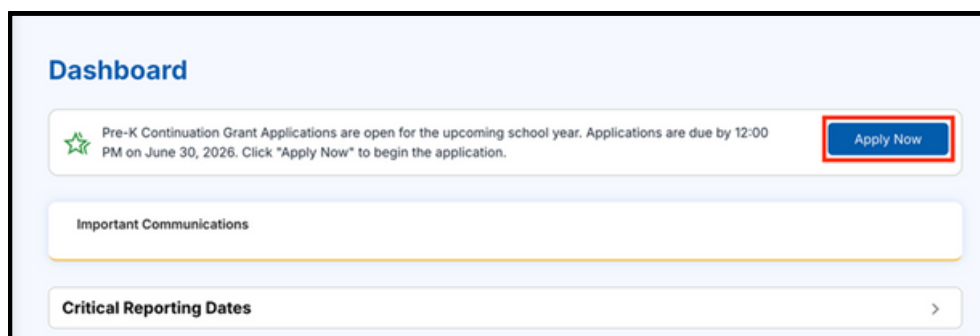 Dashboard
Pre-K Continuation Grant Applications are open for the upcoming school year. Applications are due by 12:00
PM on June 30, 2026. Click "Apply Now" to begin the application.
Apply Now
Important Communications
Critical Reporting Dates